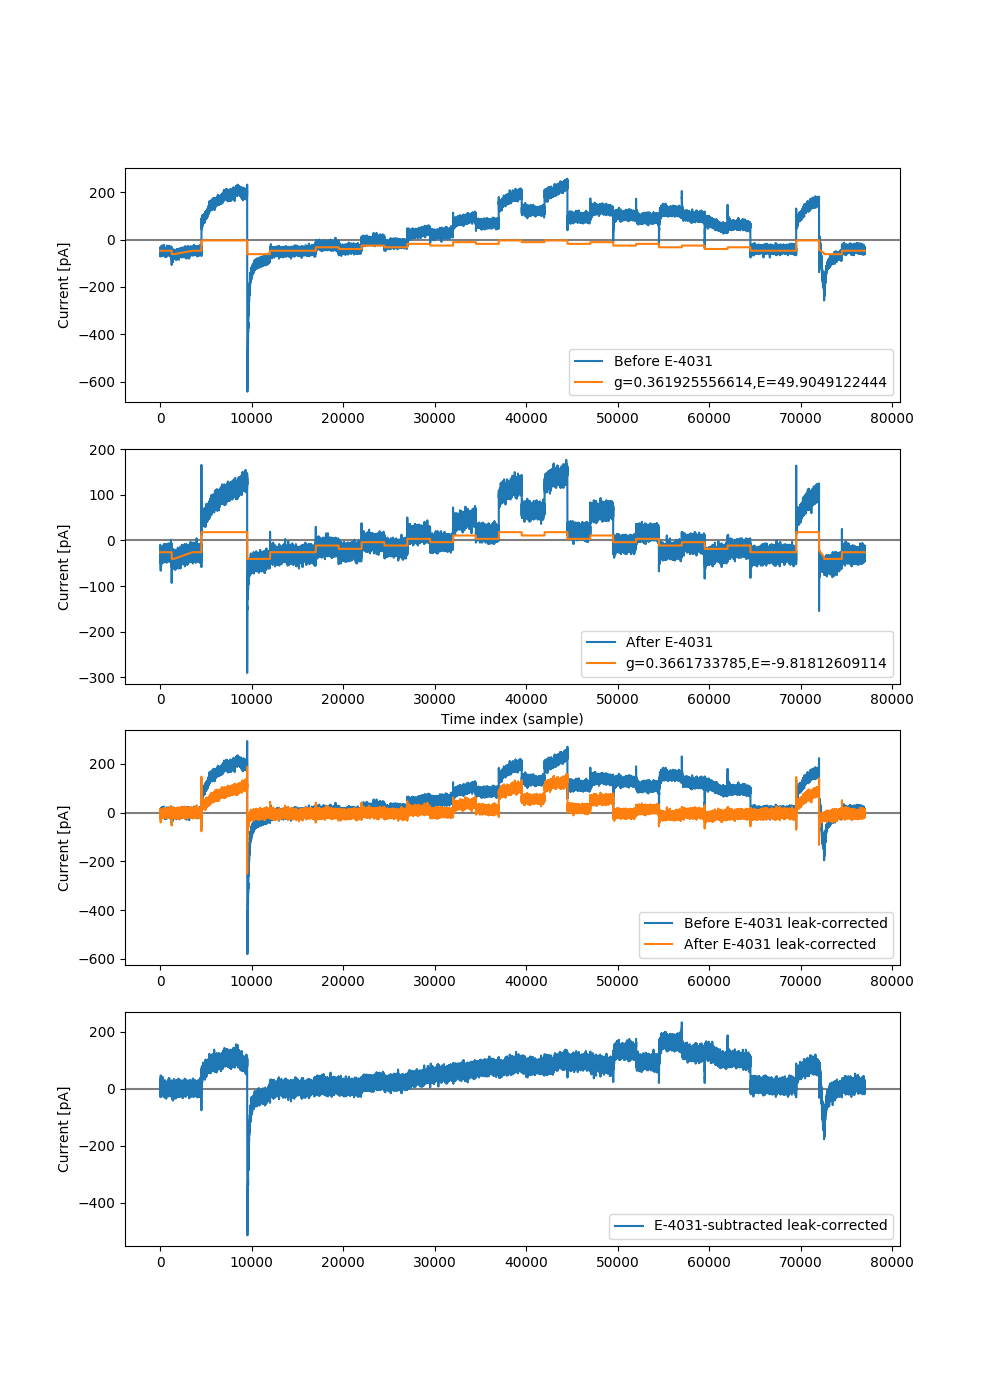 200
0
−200
−400
−600
Current [pA]
Before E-4031
g=0.361925556614,E=49.9049122444
0 10000 20000 30000 40000 50000 60000 70000 80000
200
100
0
−100
−200
−300
Current [pA]
After E-4031
g=0.3661733785,E=-9.81812609114
0 10000 20000 30000 40000 50000 60000 70000 80000
Time index (sample)
200
0
−200
−400
−600
Current [pA]
Before E-4031 leak-corrected
After E-4031 leak-corrected
0 10000 20000 30000 40000 50000 60000 70000 80000
200
0
−200
−400
Current [pA]
E-4031-subtracted leak-corrected
0 10000 20000 30000 40000 50000 60000 70000 80000